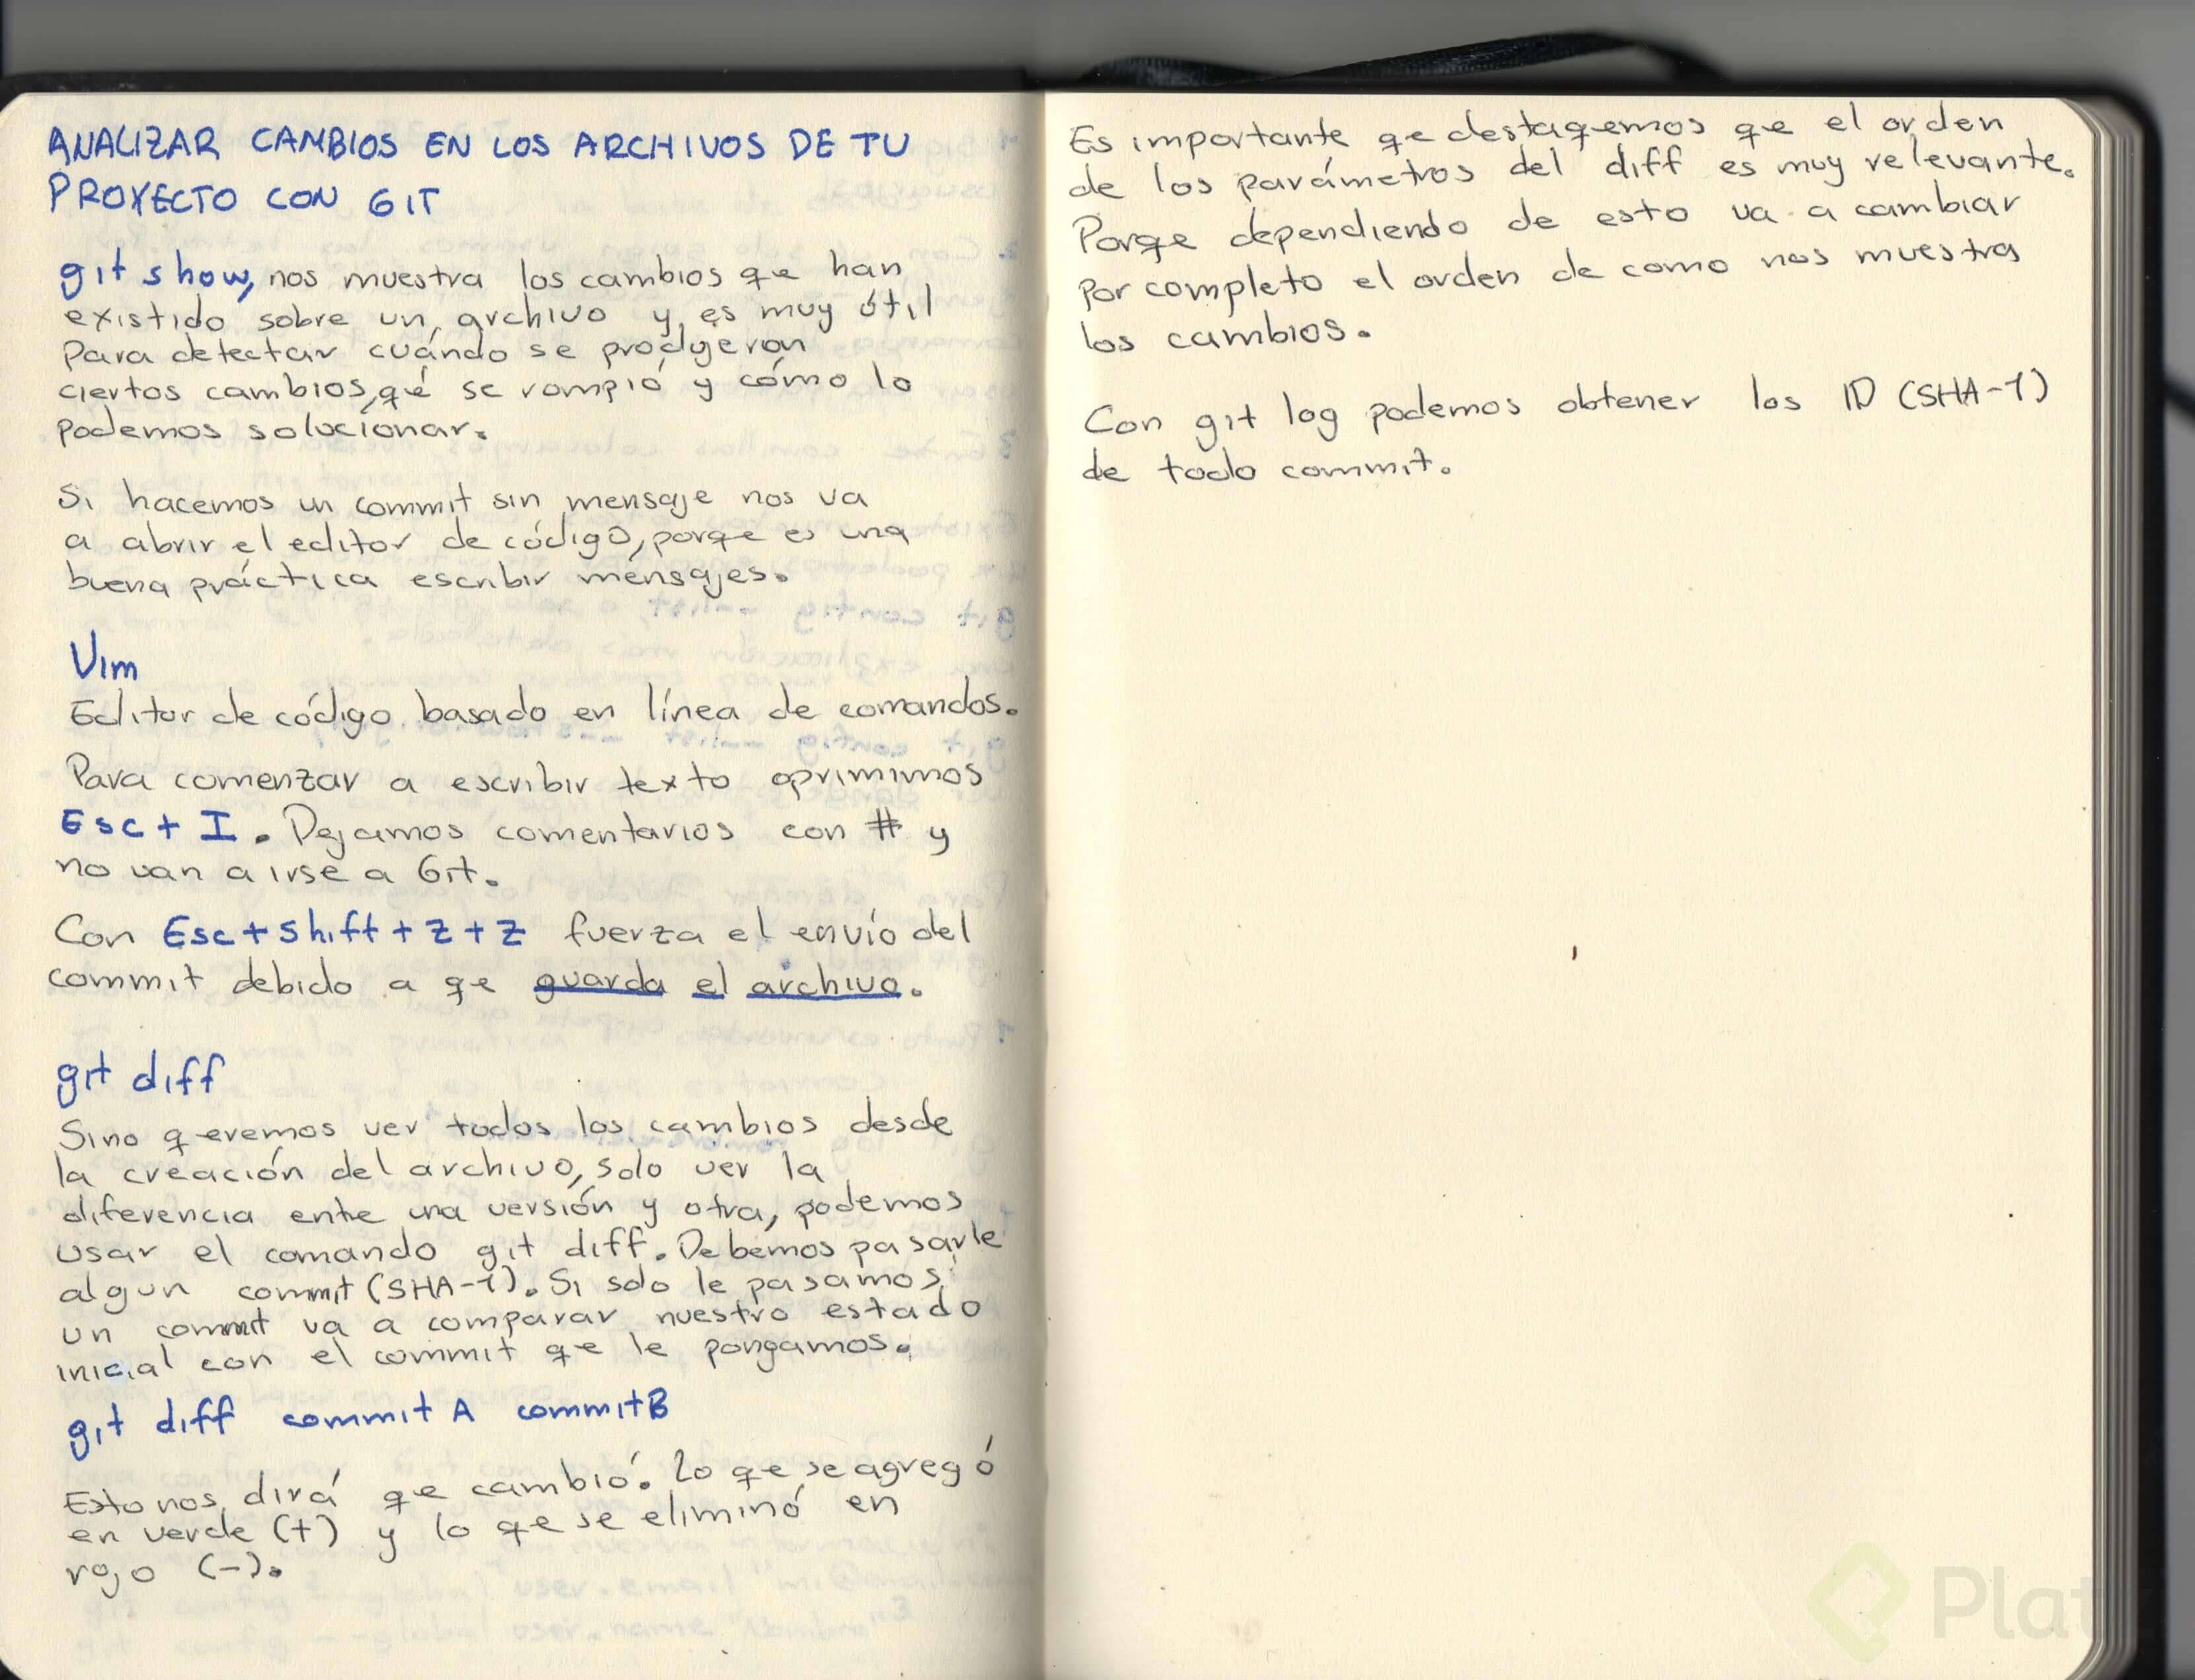 ANALIZAR CAMBIOS EN LOS ARCHIVOS DE TU
PROYECTO CON GIT
git show, nos muestra los cambios qe han
existido sobre un archivo y es muy útil
para detectar cuándo se prodyeron
ciertos cambios, qé se rompió y cómo lo
podemos solucionar.
Si hacemos un commit sin mensaje nos va
a abrir el editor de código, porqe es una
buena práctica escribir mensajes.
Vim
Editor de código basado en línea de comandos.
Para comenzar a escribir texto oprimimos
Esc + I. Dejamos comentarios con # y
no van a irse a Git.
Con Esc + Shift + Z + Z fuerza el envío del
commit debido a qe guarda el archivo.
git diff
Sino qeremos ver todos los cambios desde
la creación del archivo, solo ver la
diferencia entre una versión y otra, podemos
usar el comando git diff. Debemos pasarle
algun commit (SHA-1). Si solo le pasamos
un commit va a comparar nuestro estado
inicial con el commit qe le pongamos.
git diff commit A commit B
Esto nos dirá qe cambió. Lo qe se agregó
en verde (+) y lo qe se eliminó en
rojo (-).
Es importante qe destaqemos qe el orden
de los parámetros del diff es muy relevante.
Porqe dependiendo de esto va a cambiar
por completo el orden de como nos muestra
los cambios.
Con git log podemos obtener los ID (SHA-1)
de todo commit.
Platz